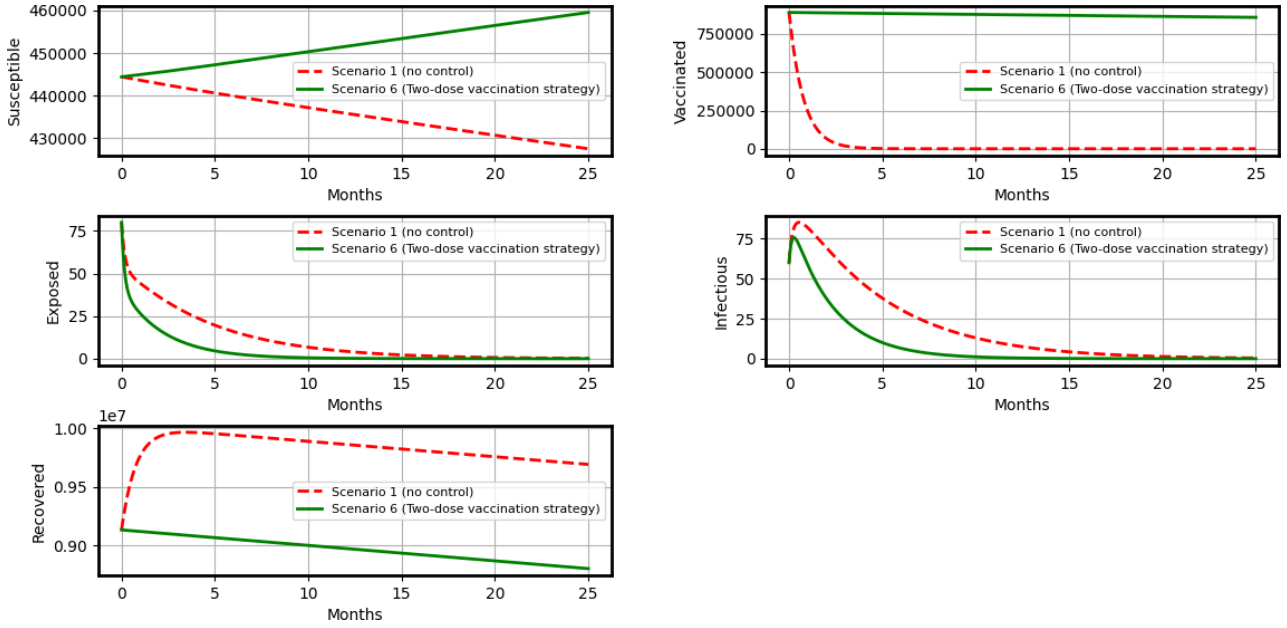 460000
450000
440000
430000
Susceptible
Scenario 1 (no control)
Scenario 6 (Two-dose vaccination strategy)
0 5 10 15 20 25
Months
750000
500000
250000
0
Vaccinated
Scenario 1 (no control)
Scenario 6 (Two-dose vaccination strategy)
0 5 10 15 20 25
Months
75
50
25
0
Exposed
Scenario 1 (no control)
Scenario 6 (Two-dose vaccination strategy)
0 5 10 15 20 25
Months
75
50
25
0
Infectious
Scenario 1 (no control)
Scenario 6 (Two-dose vaccination strategy)
0 5 10 15 20 25
Months
1e7
1.00
0.95
0.90
Recovered
Scenario 1 (no control)
Scenario 6 (Two-dose vaccination strategy)
0 5 10 15 20 25
Months